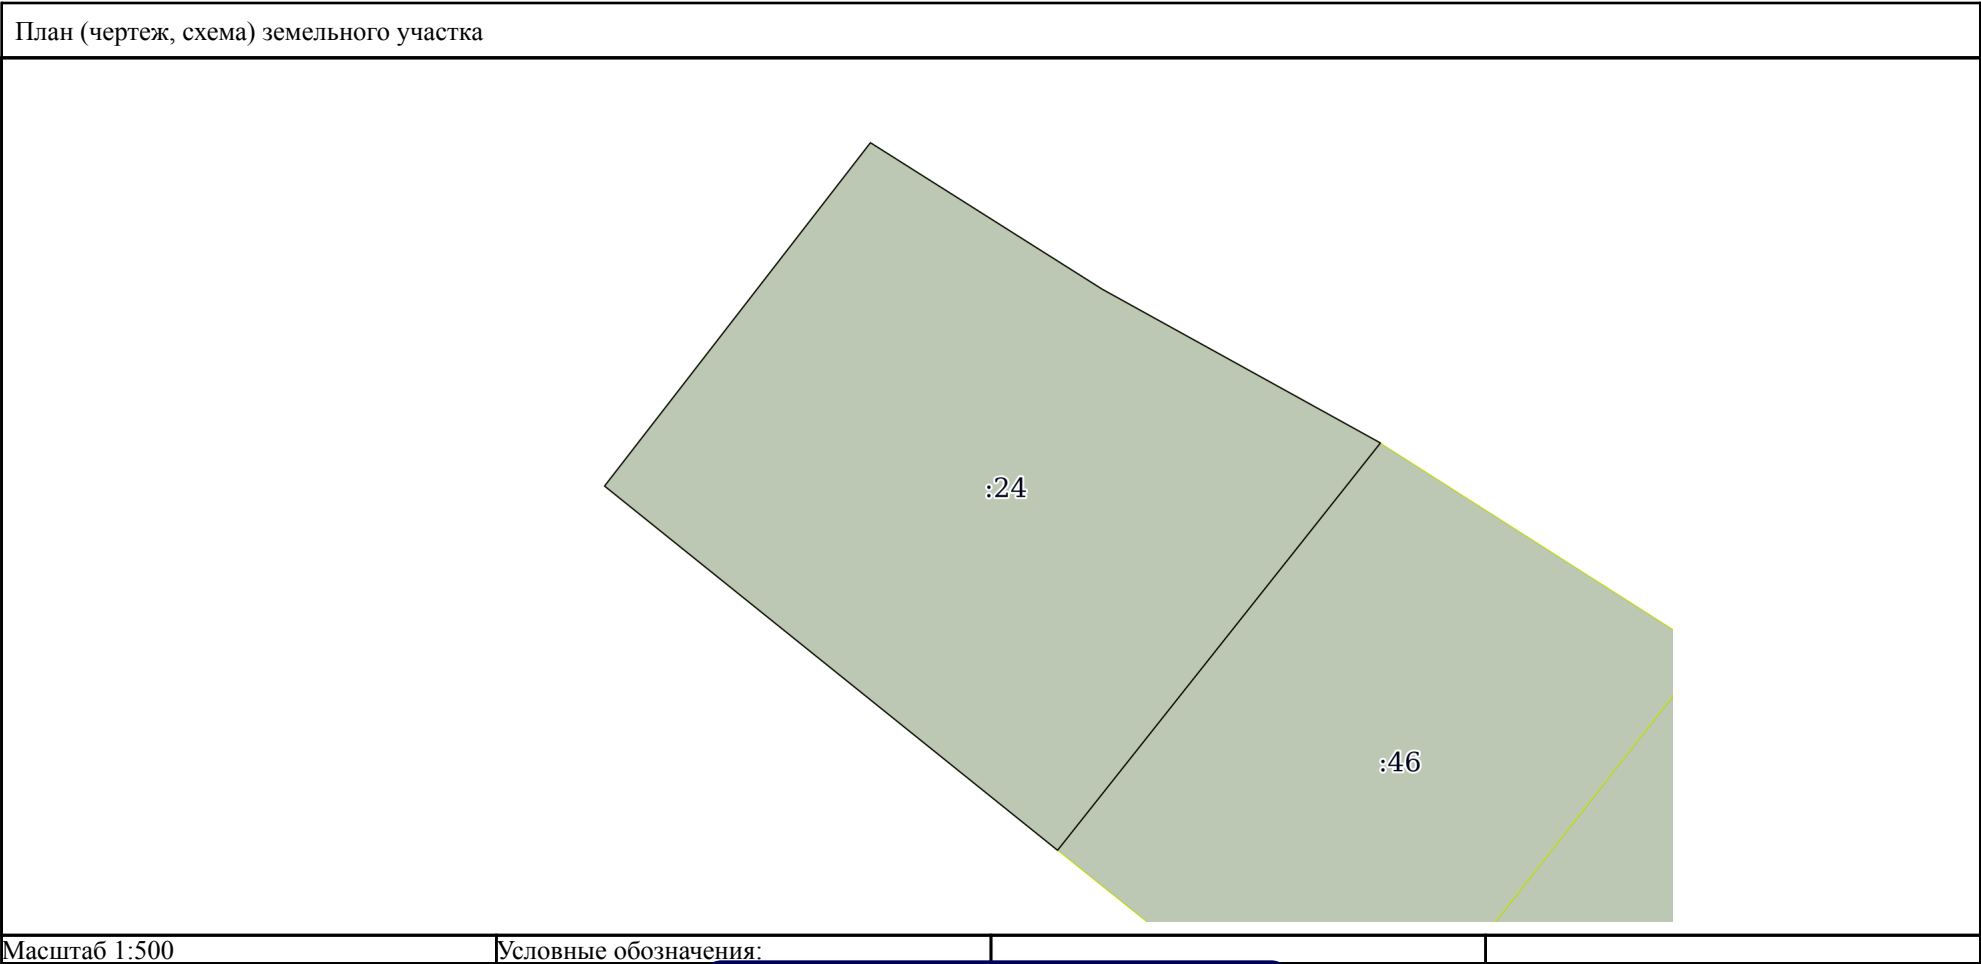 План (чертеж, схема) земельного участка
:24
:46
Масштаб 1:500
Условные обозначения: